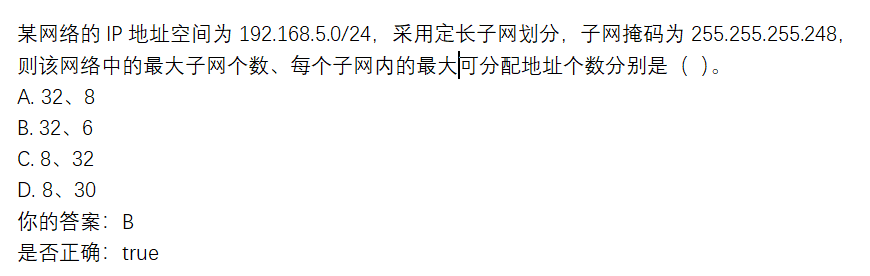 某网络的 IP 地址空间为 192.168.5.0/24，采用定长子网划分，子网掩码为 255.255.255.248，
则该网络中的最大子网个数、每个子网内的最大可分配地址个数分别是（ ）。
A. 32、8
B. 32、6
C. 8、32
D. 8、30
你的答案：B
是否正确：true